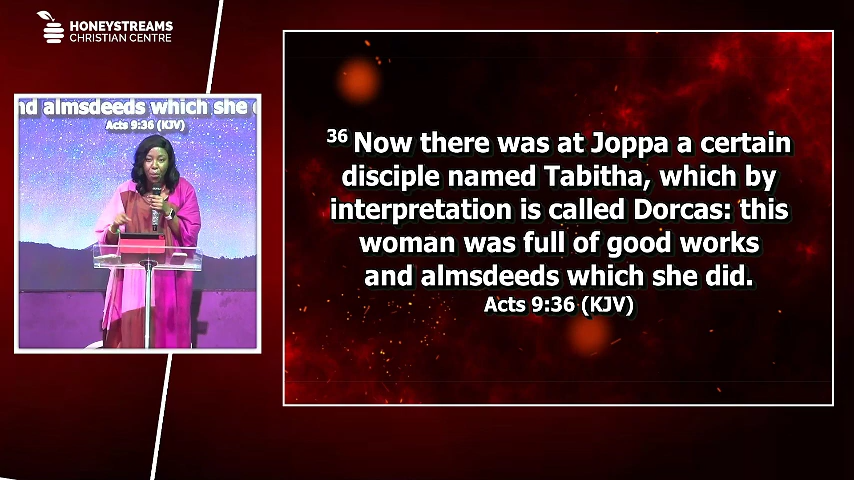 HONEYSTREAMS
CHRISTIAN CENTRE
nd almsdeeds which she
Acts 9:36 (KJV)
36 Now there was at Joppa a certain
disciple named Tabitha, which by
interpretation is called Dorcas: this
woman was full of good works
and almsdeeds which she did.
Acts 9:36 (KJV)